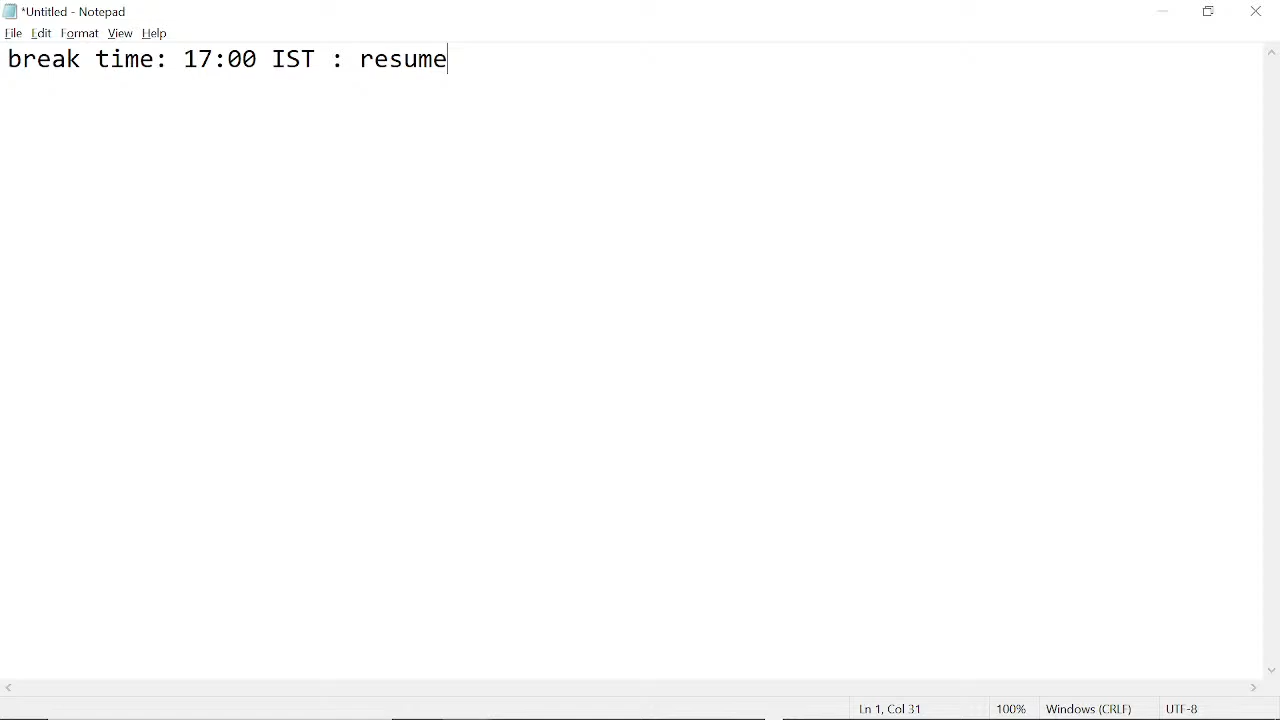 *Untitled - Notepad
File Edit Format View Help
break time: 17:00 IST : resume
Ln 1, Col 31 100% Windows (CRLF) UTF-8